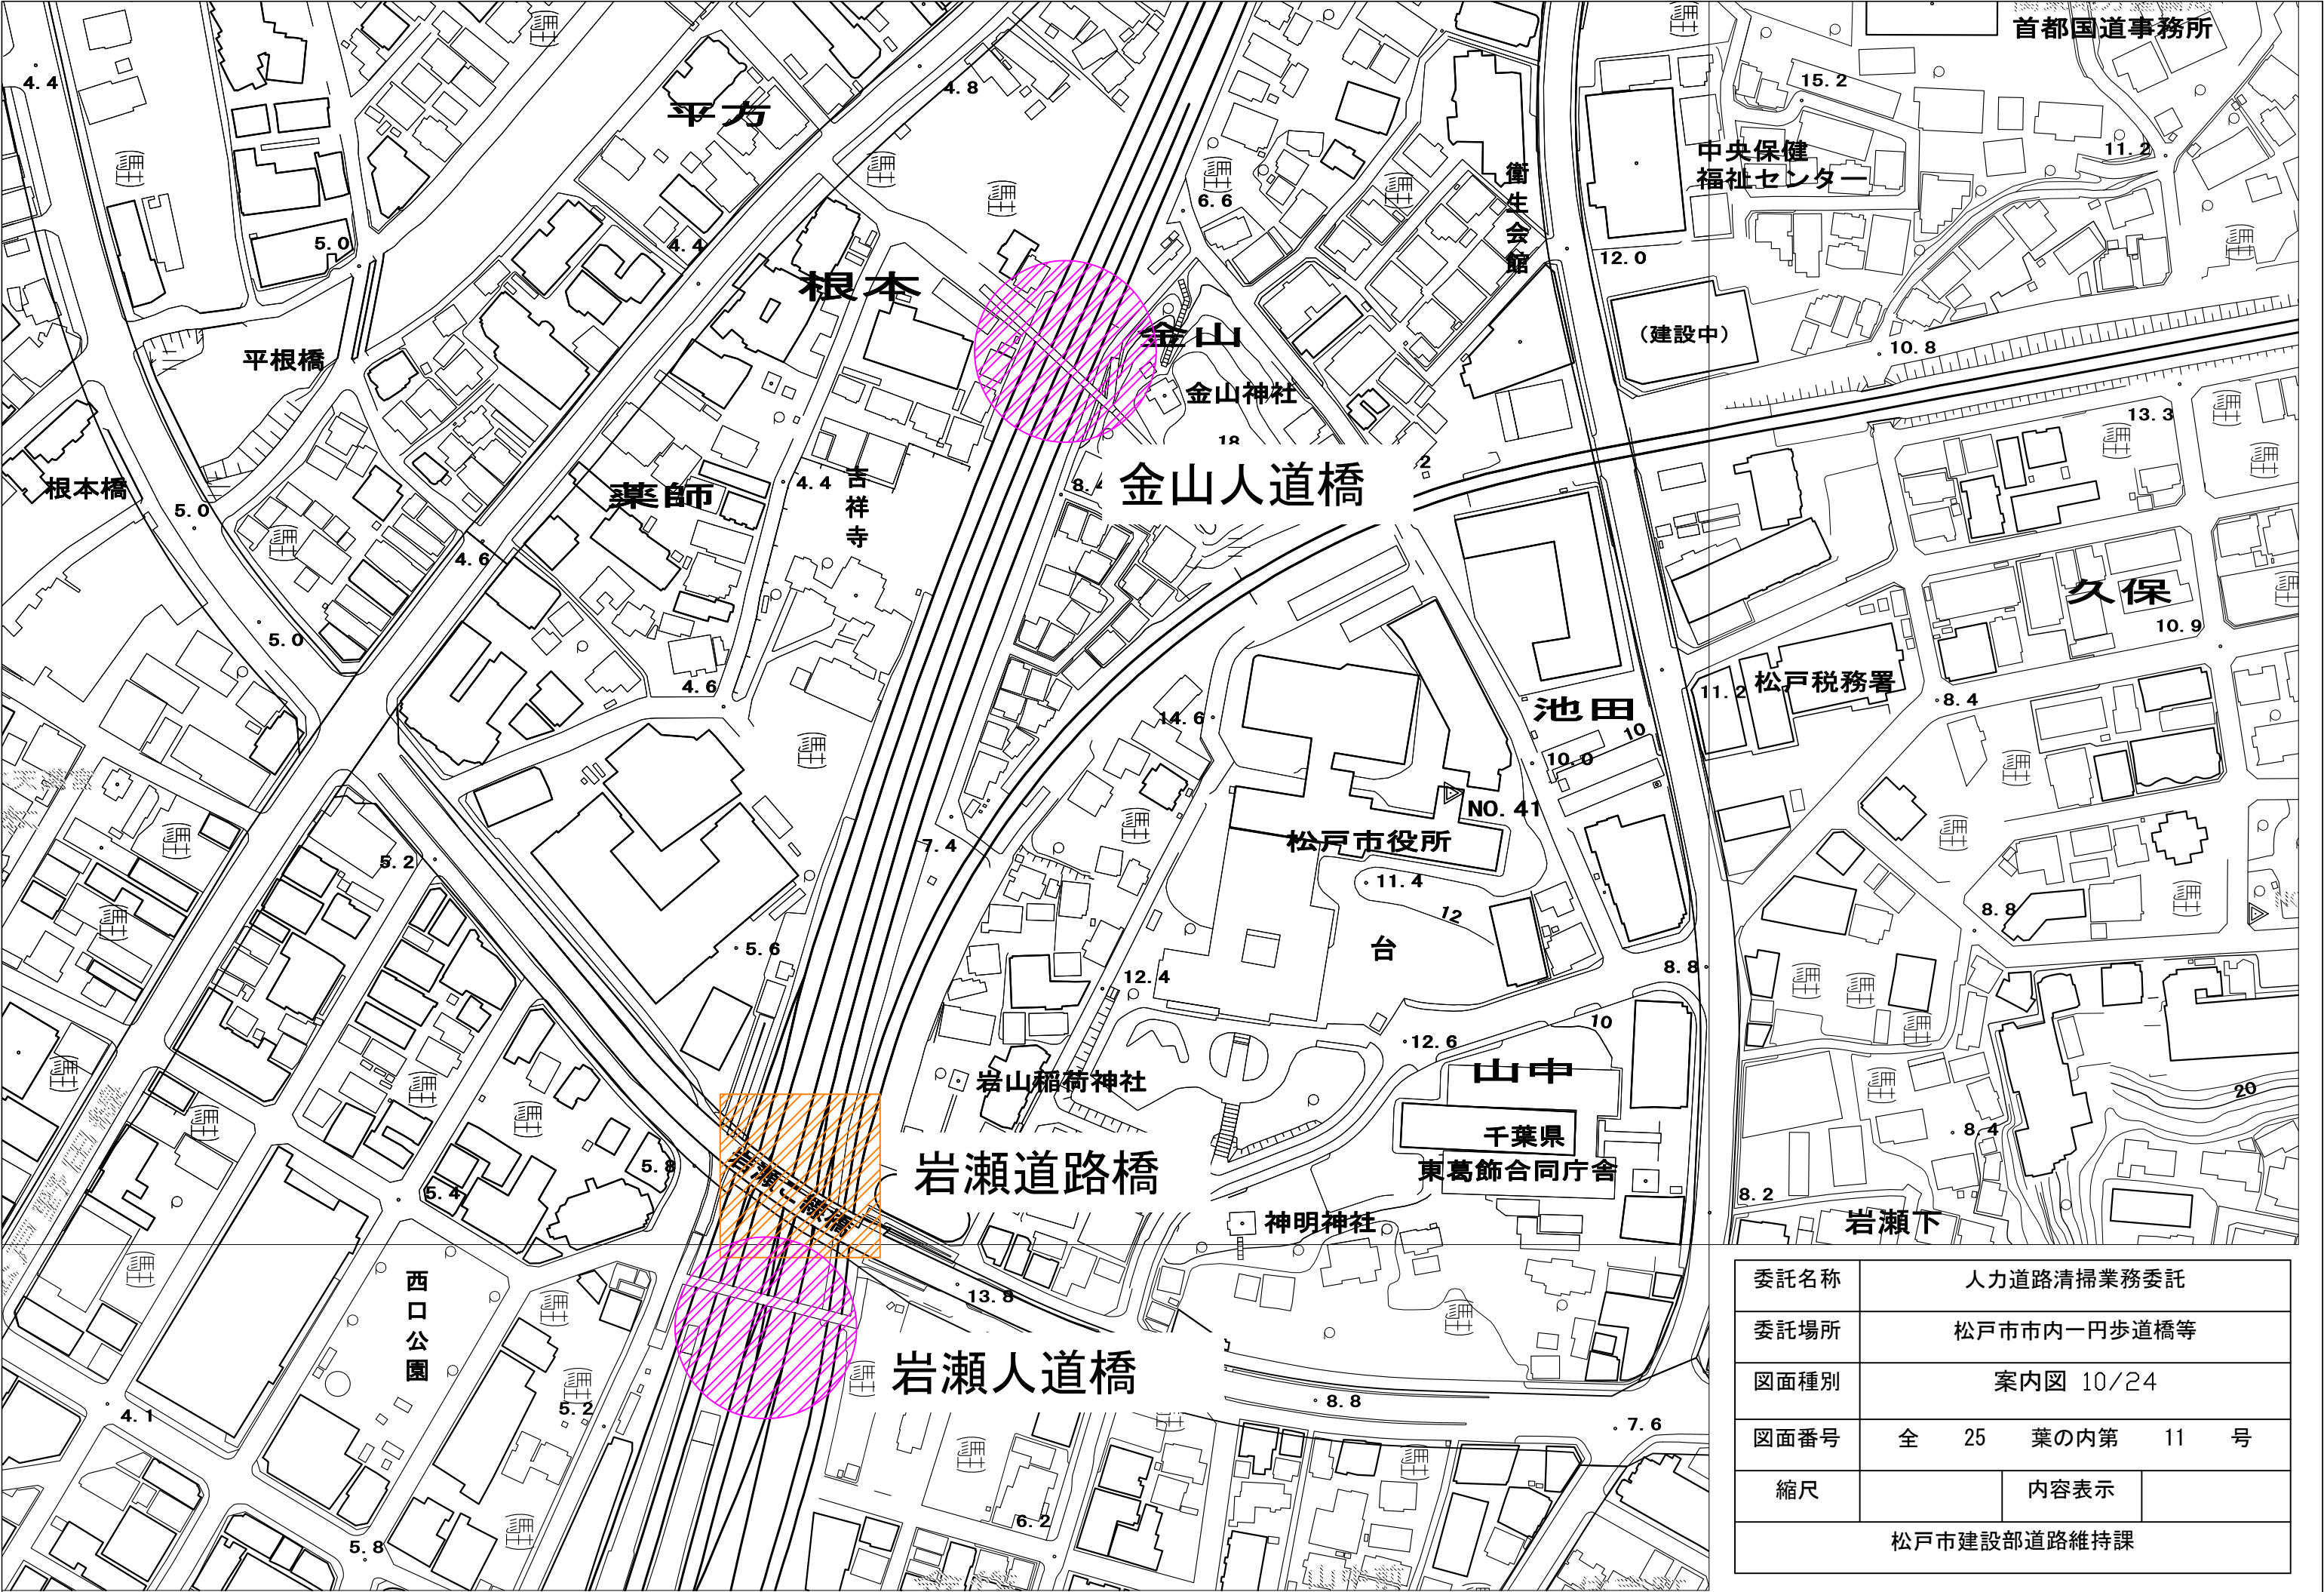 首都国道事務所
4.4
4.8
15.2
平方
中央保健
福祉センター
11.2
衛生会館
6.6
5.0
4.4
12.0
根本
金山
(建設中)
10.8
平根橋
金山神社
13.3
18
根本橋
4.4
吉祥寺
薬師
8.4
金山人道橋
2
5.0
4.6
久保
10.9
5.0
4.6
14.6
池田
11.2
松戸税務署
8.4
10
10.0
NO.41
松戸市役所
7.4
5.2
11.4
12
8.8
台
5.6
12.4
8.8
10
12.6
山中
岩山稲荷神社
20
千葉県
東葛飾合同庁舎
8.4
岩瀬道路橋
5.8
5.4
8.2
岩瀬下
神明神社
西口公園
13.8
岩瀬人道橋
5.2
8.8
7.6
4.1
6.2
5.8
委託名称 人力道路清掃業務委託
委託場所 松戸市市内一円歩道橋等
図面種別 案内図 10/24
図面番号 全 25 葉の内第 11 号
縮尺 内容表示
松戸市建設部道路維持課